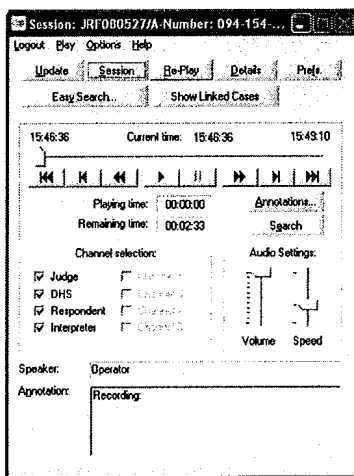 Session: JRF080527/A-Number: 094-154-...
Logout Play Options Help
Update Session Re-Play Details Prefs.
Easy Search... Show Linked Cases
15:46:36 Current time: 15:46:36 15:49:10
Playing time: 00:00:00 Annotations...
Remaining time: 00:02:33 Search
Channel selection: Audio Settings:
Judge
DHS
Respondent
Interpreter
Volume Speed
Speaker: Operator
Annotation: Recording: